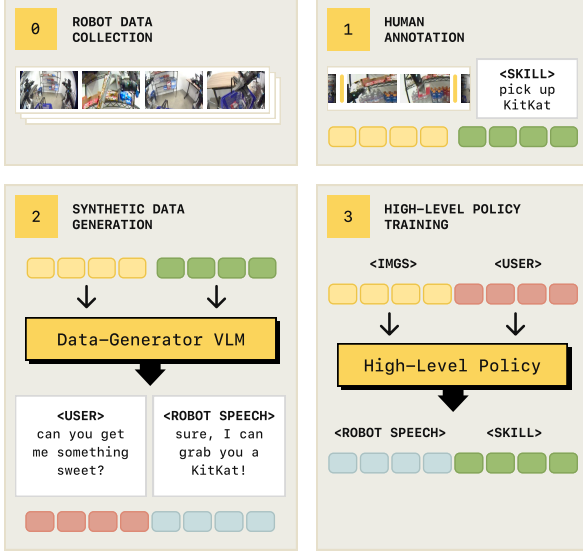 0
ROBOT DATA
COLLECTION
1
HUMAN
ANNOTATION
<SKILL>
pick up
KitKat
2
SYNTHETIC DATA
GENERATION
Data-Generator VLM
<USER>
can you get
me something
sweet?
<ROBOT SPEECH>
sure, I can
grab you a
KitKat!
3
HIGH-LEVEL POLICY
TRAINING
<IMGS>
<USER>
High-Level Policy
<ROBOT SPEECH>
<SKILL>